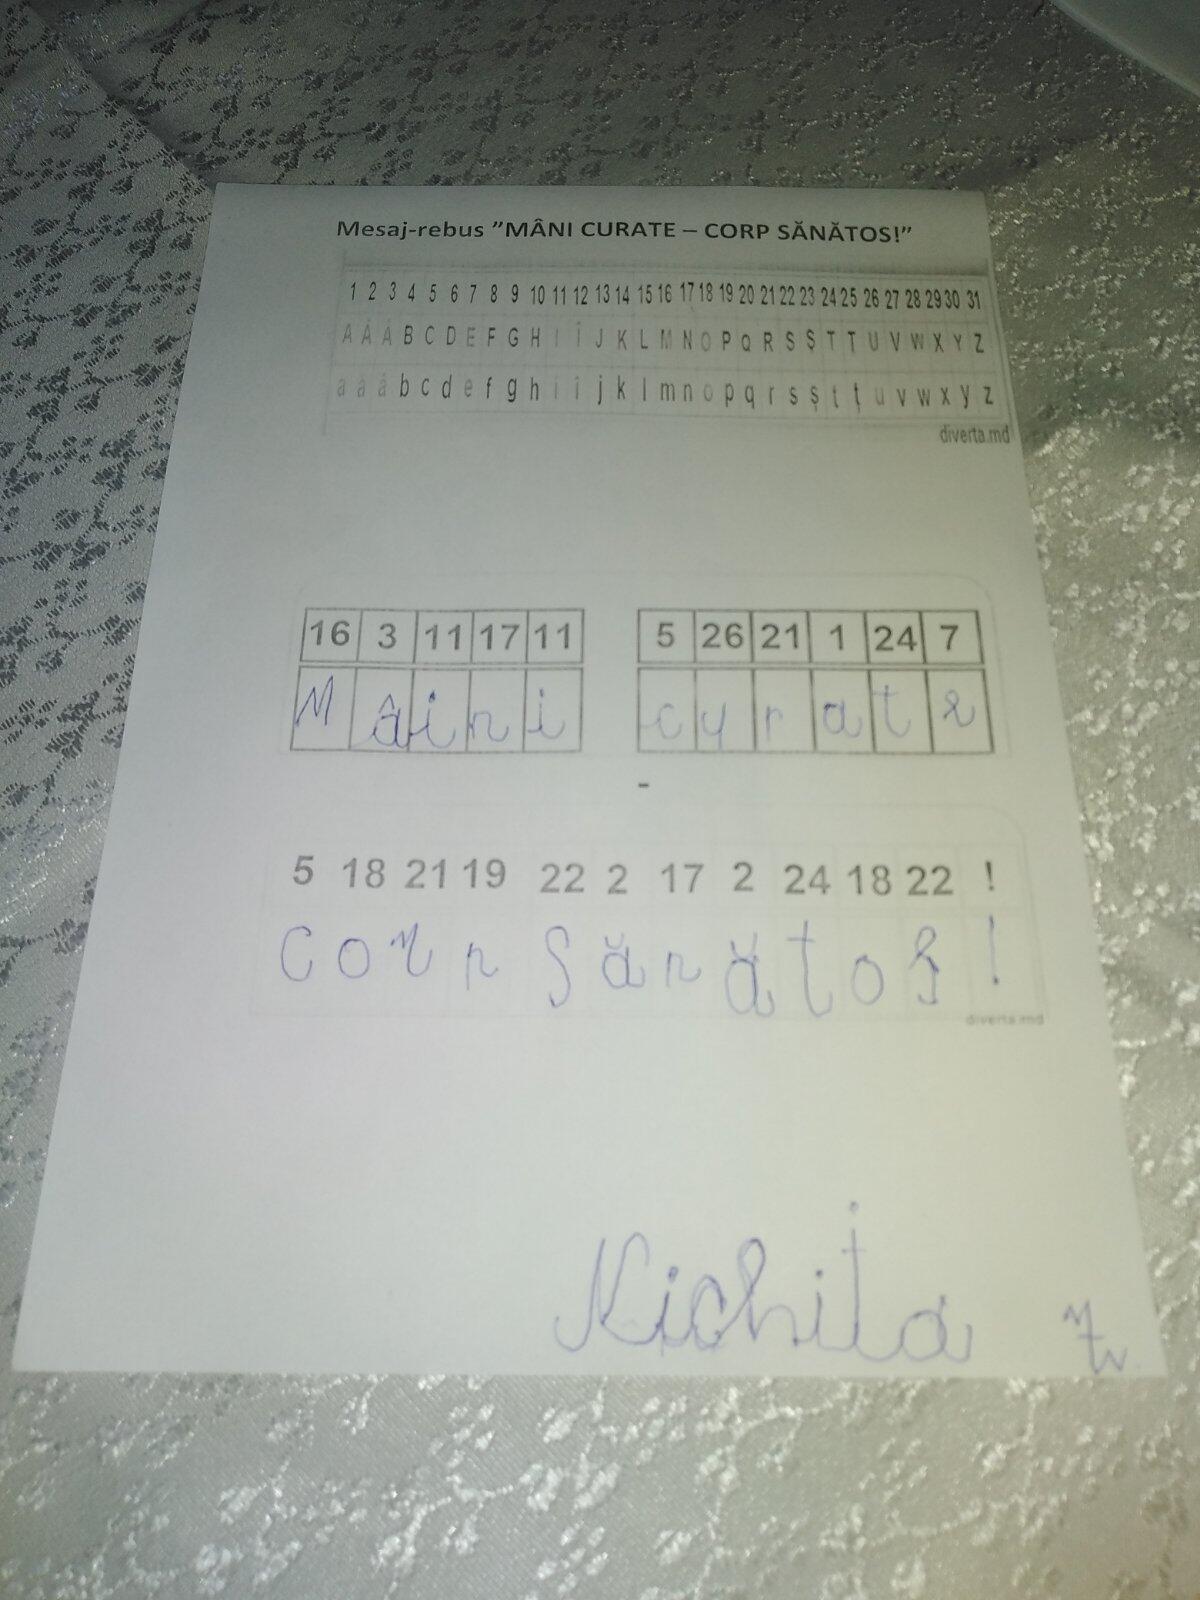 Mesaj-rebus ”MÂNI CURATE – CORP SĂNĂTOS!”
1 2 3 4 5 6 7 8 9 10 11 12 13 14 15 16 17 18 19 20 21 22 23 24 25 26 27 28 29 30 31
A Ă Â B C D E F G H I Î J K L M N O P Q R S Ș T Ț U V W X Y Z
a ă â b c d e f g h i î j k l m n o p q r s ș t ț u v w x y z
diverta.md
16 3 11 17 11 5 26 21 1 24 7
Mâini curate
-
5 18 21 19 22 2 17 2 24 18 22 !
Corp Sănătos!
diverta.md
Nichita